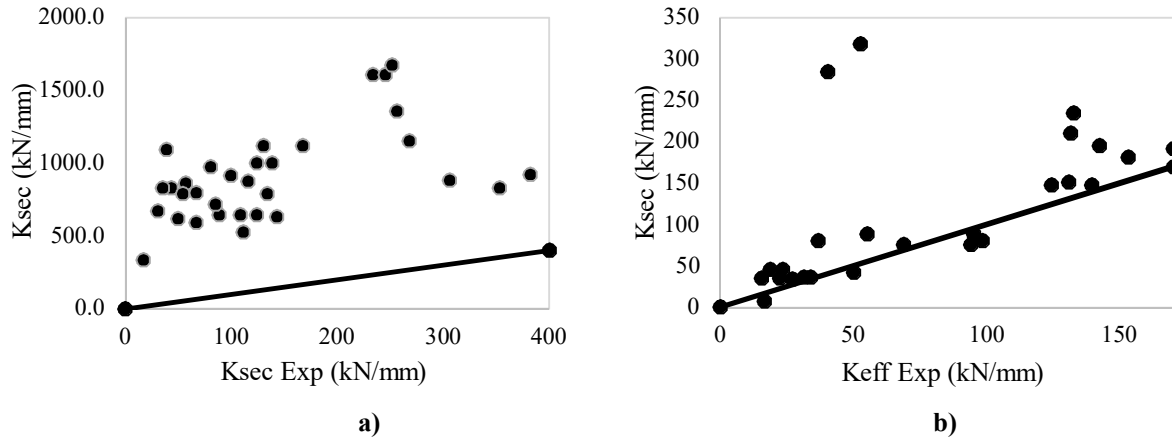 2000.0
1500.0
1000.0
500.0
0.0
Ksec (kN/mm)
0 100 200 300 400
Ksec Exp (kN/mm)
a)
350
300
250
200
150
100
50
0
Ksec (kN/mm)
0 50 100 150
Keff Exp (kN/mm)
b)